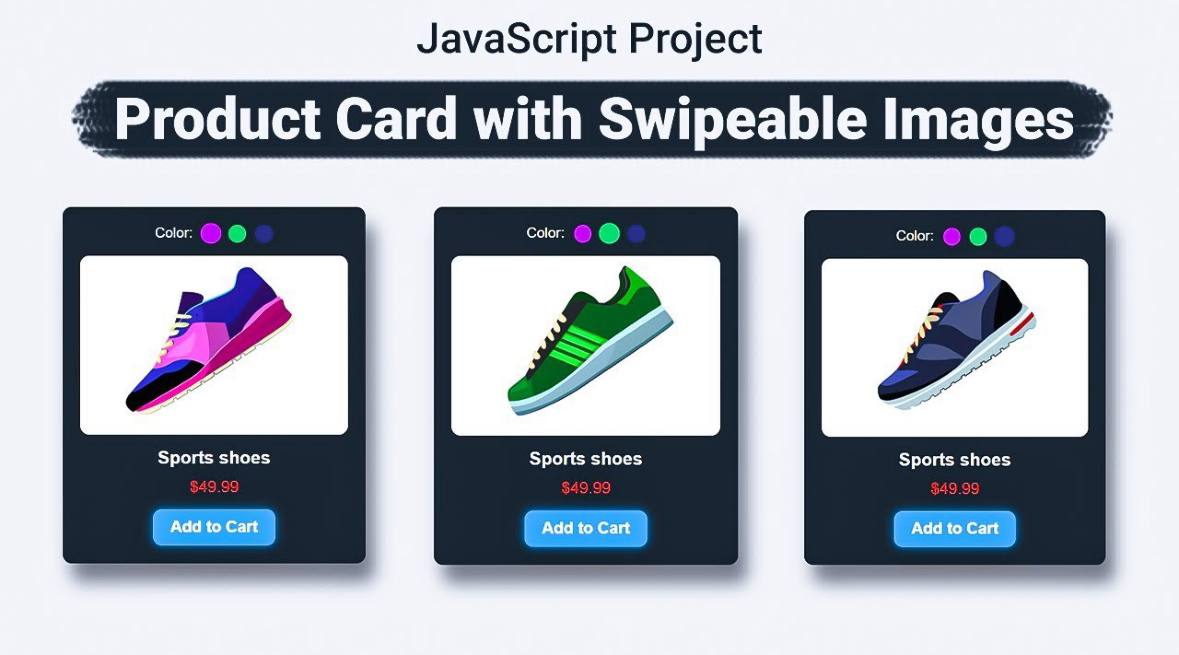 JavaScript Project
Product Card with Swipeable Images
Color:
Sports shoes
$49.99
Add to Cart
Color:
Sports shoes
$49.99
Add to Cart
Color:
Sports shoes
$49.99
Add to Cart